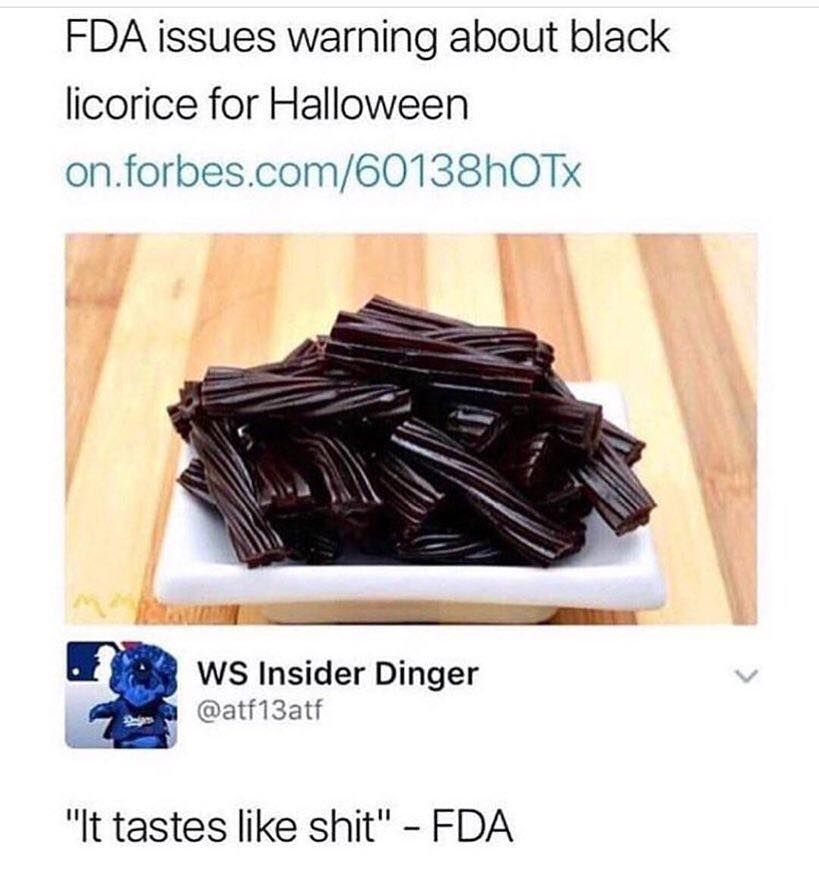 FDA issues warning about black
licorice for Halloween
on.forbes.com/60138hOTx
WS Insider Dinger
@atf13atf
"It tastes like shit" - FDA